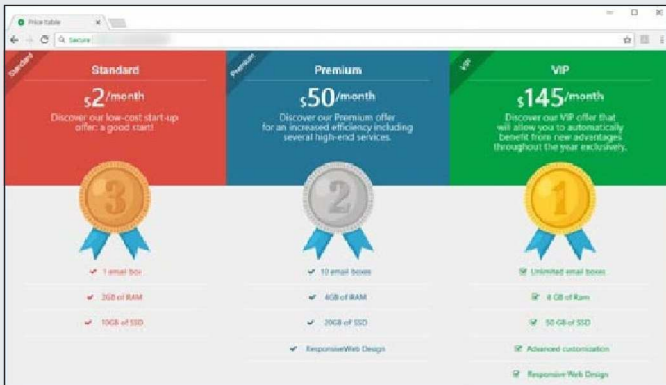 Price table
Secure
Standard
Standard
$2/month
Discover our low-cost start-up
offer: a good start!
3
1 email box
2GB of RAM
10GB of SSD
Premium
Premium
$50/month
Discover our Premium offer
for an increased efficiency including
several high-end services.
2
10 email boxes
4GB of RAM
20GB of SSD
ResponsiveWeb Design
VIP
VIP
$145/month
Discover our VIP offer that
will allow you to automatically
benefit from new advantages
throughout the year exclusively.
1
Unlimited email boxes
8 GB of Ram
50 GB of SSD
Advanced customization
Responsive Web Design